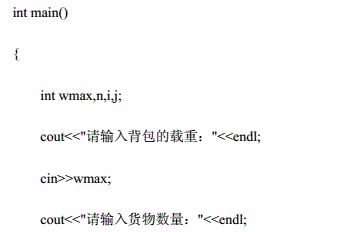 int main()
{
int wmax,n,i,j;
cout<<"请输入背包的载重："<<endl;
cin>>wmax;
cout<<"请输入货物数量："<<endl;